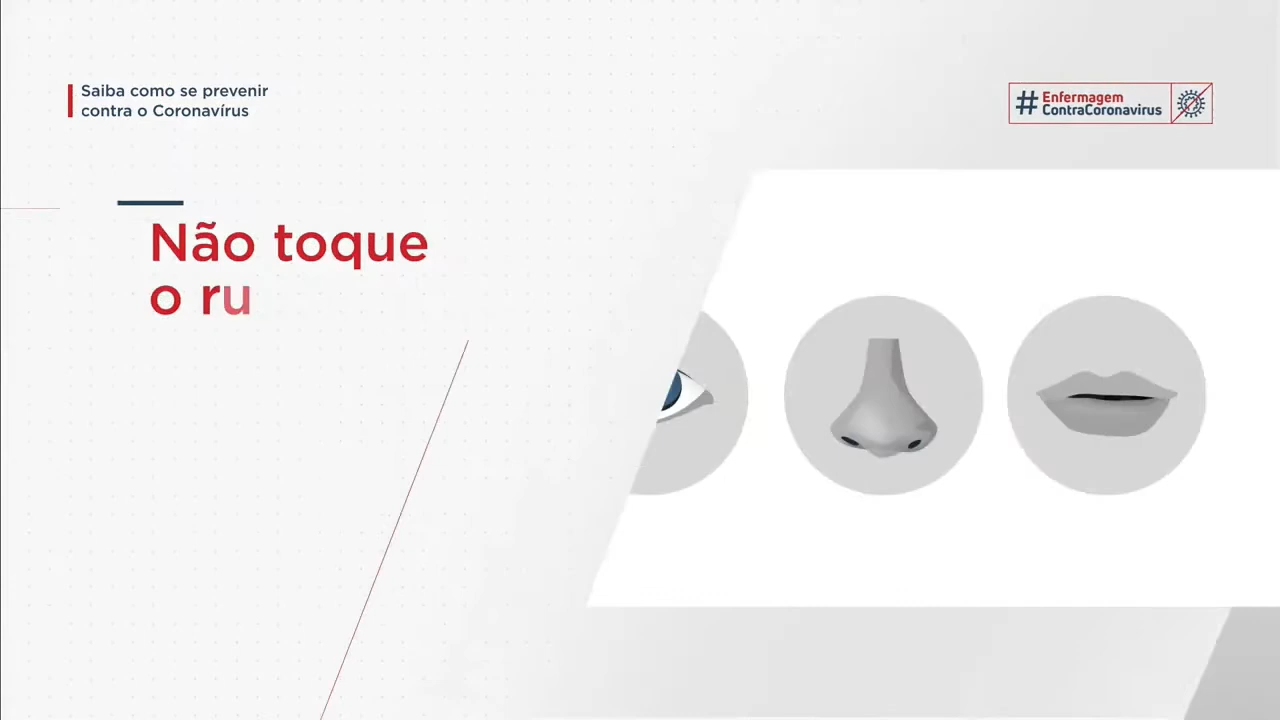 Saiba como se prevenir
contra o Coronavírus
#Enfermagem
ContraCoronavirus
Não toque
o ru